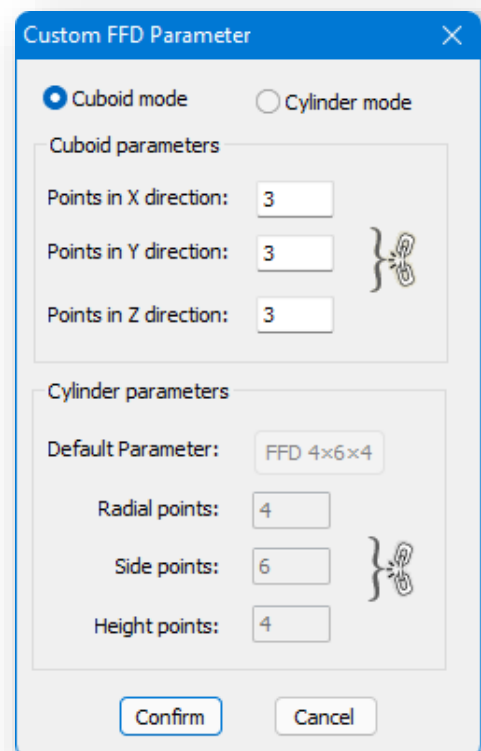 Custom FFD Parameter
Cuboid mode Cylinder mode
Cuboid parameters
Points in X direction: 3
Points in Y direction: 3
Points in Z direction: 3
Cylinder parameters
Default Parameter: FFD 4×6×4
Radial points: 4
Side points: 6
Height points: 4
Confirm Cancel